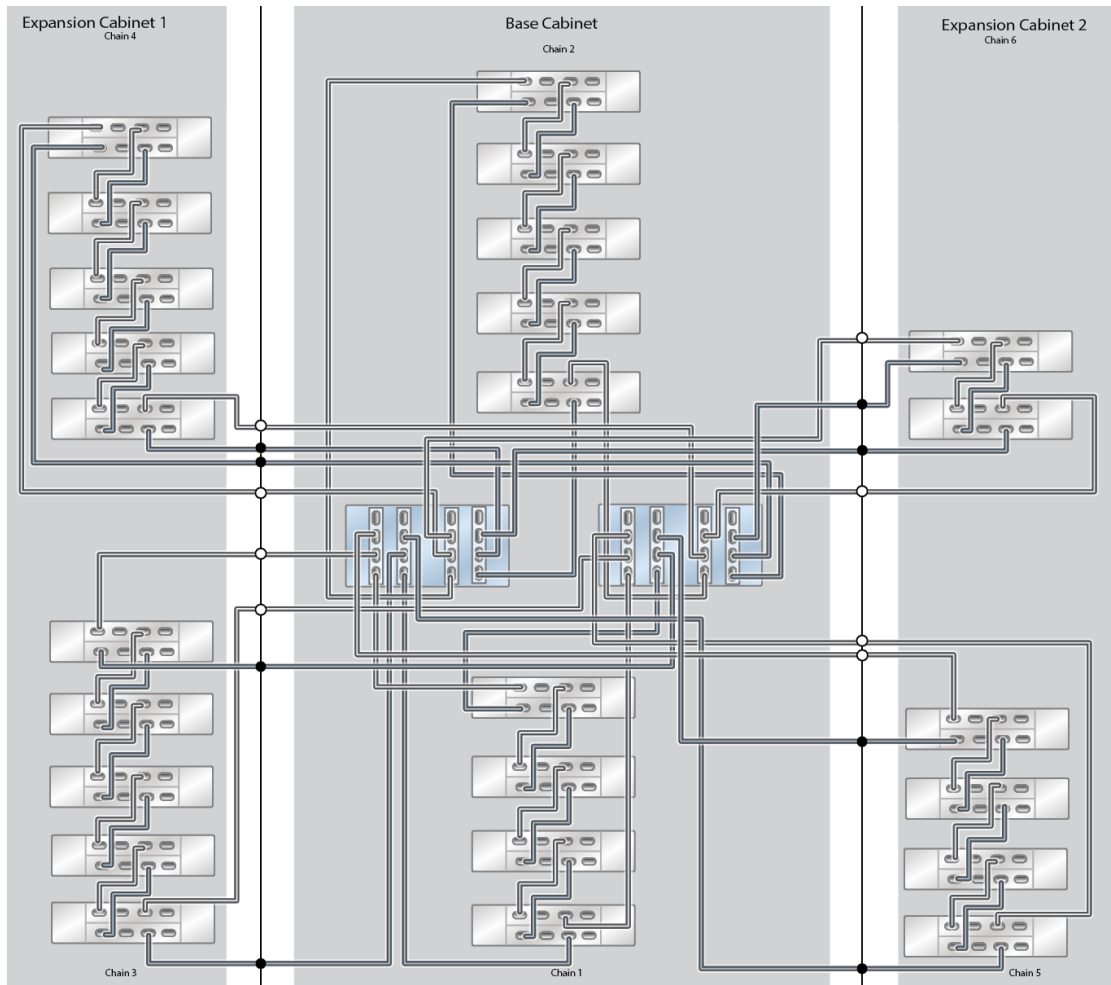 Expansion Cabinet 1
Chain 4
Base Cabinet
Chain 2
Expansion Cabinet 2
Chain 6
Chain 3
Chain 1
Chain 5